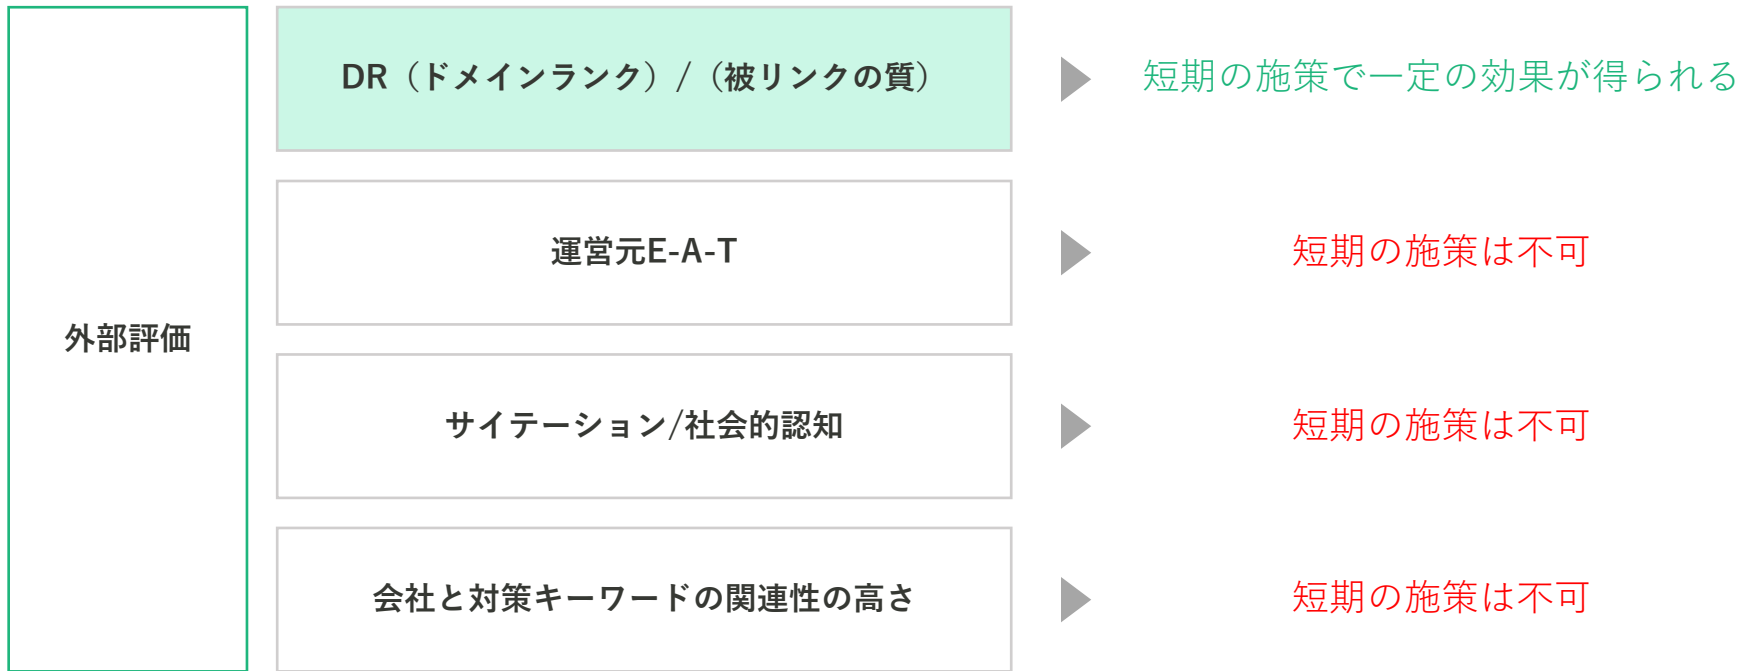 外部評価
DR（ドメインランク）/（被リンクの質）
短期の施策で一定の効果が得られる
運営元E-A-T
短期の施策は不可
サイテーション/社会的認知
短期の施策は不可
会社と対策キーワードの関連性の高さ
短期の施策は不可